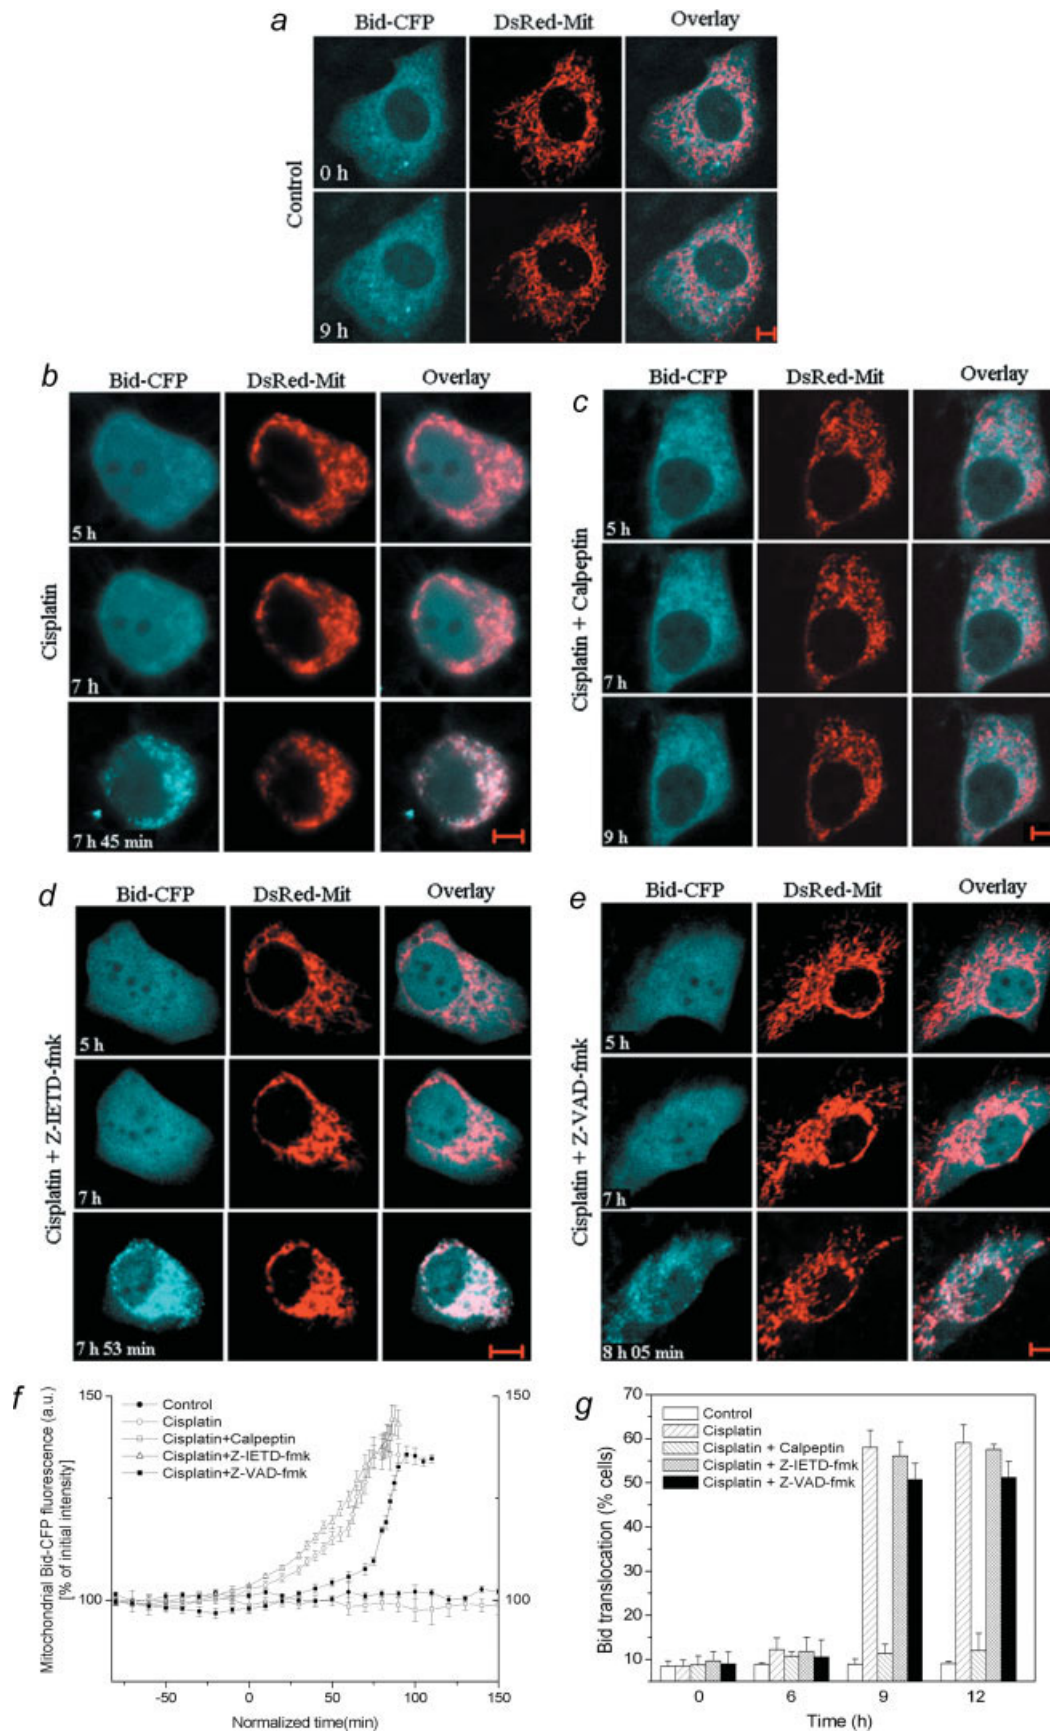 a
Bid-CFP DsRed-Mit Overlay
Control
0 h
9 h
b
Bid-CFP DsRed-Mit Overlay
Cisplatin
5 h
7 h
7 h 45 min
c
Bid-CFP DsRed-Mit Overlay
Cisplatin + Calpeptin
5 h
7 h
9 h
d
Bid-CFP DsRed-Mit Overlay
Cisplatin + Z-IETD-fmk
5 h
7 h
7 h 53 min
e
Bid-CFP DsRed-Mit Overlay
Cisplatin + Z-VAD-fmk
5 h
7 h
8 h 05 min
f
Mitochondrial Bid-CFP fluorescence (a.u.)
[% of initial intensity]
150 150
100 100
Control
Cisplatin
Cisplatin+Calpeptin
Cisplatin+Z-IETD-fmk
Cisplatin+Z-VAD-fmk
-50 0 50 100 150
Normalized time(min)
g
Bid translocation (% cells)
70
60
50
40
30
20
10
Control
Cisplatin
Cisplatin + Calpeptin
Cisplatin + Z-IETD-fmk
Cisplatin + Z-VAD-fmk
0 6 9 12
Time (h)